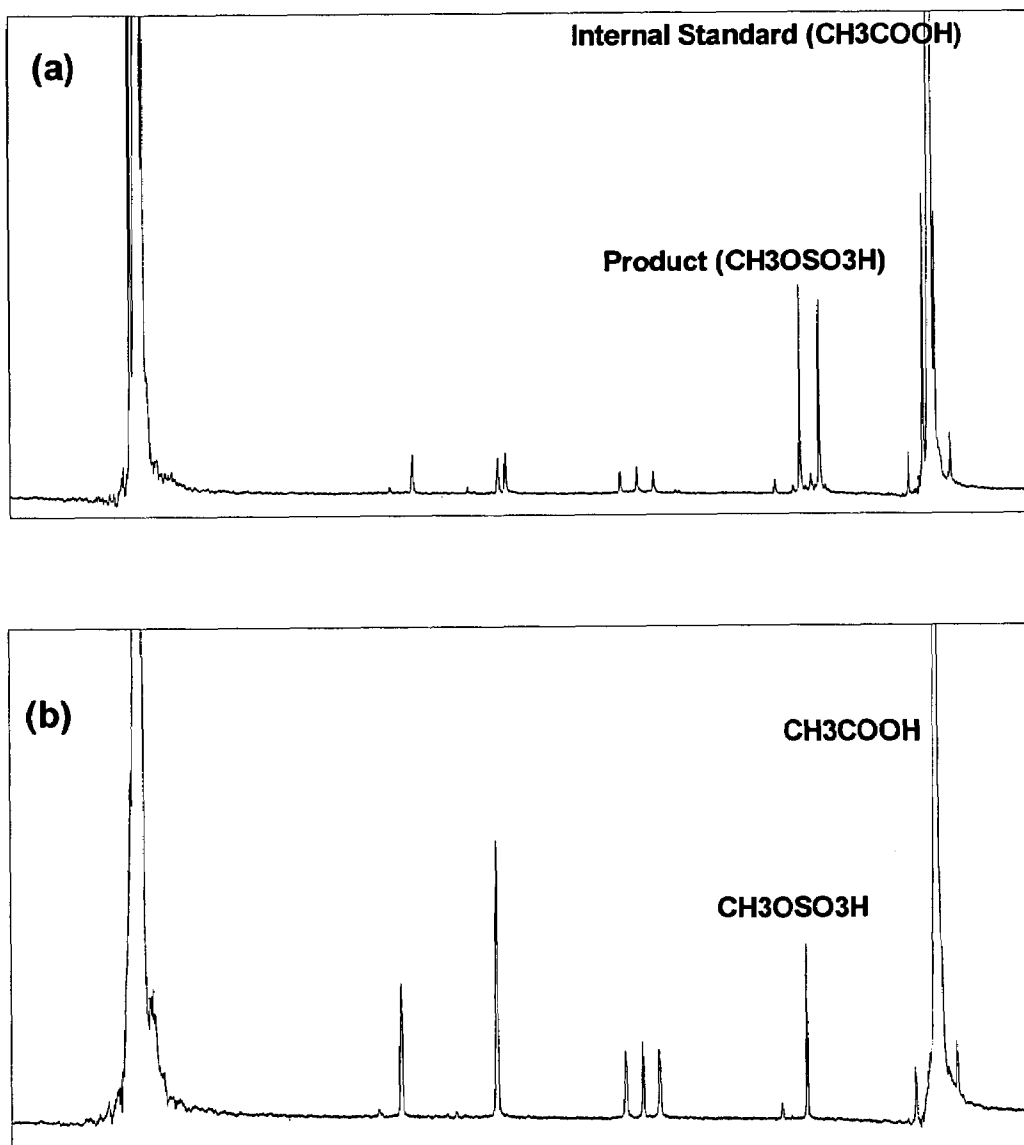 Internal Standard (CH3COOH)
(a)
Product (CH3OSO3H)
(b)
CH3COOH
CH3OSO3H